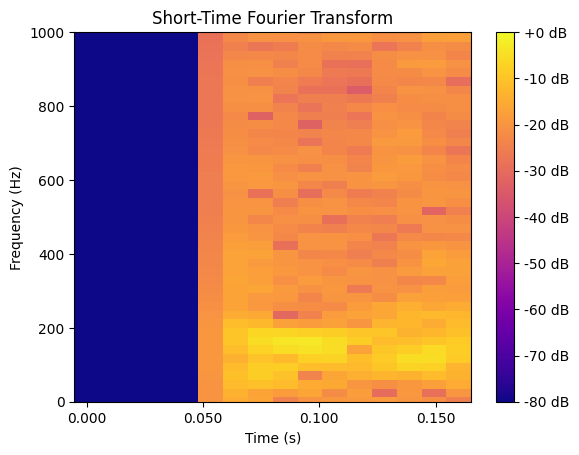 Short-Time Fourier Transform
Frequency (Hz)
1000
800
600
400
200
0
0.000
0.050
0.100
0.150
Time (s)
+0 dB
-10 dB
-20 dB
-30 dB
-40 dB
-50 dB
-60 dB
-70 dB
-80 dB